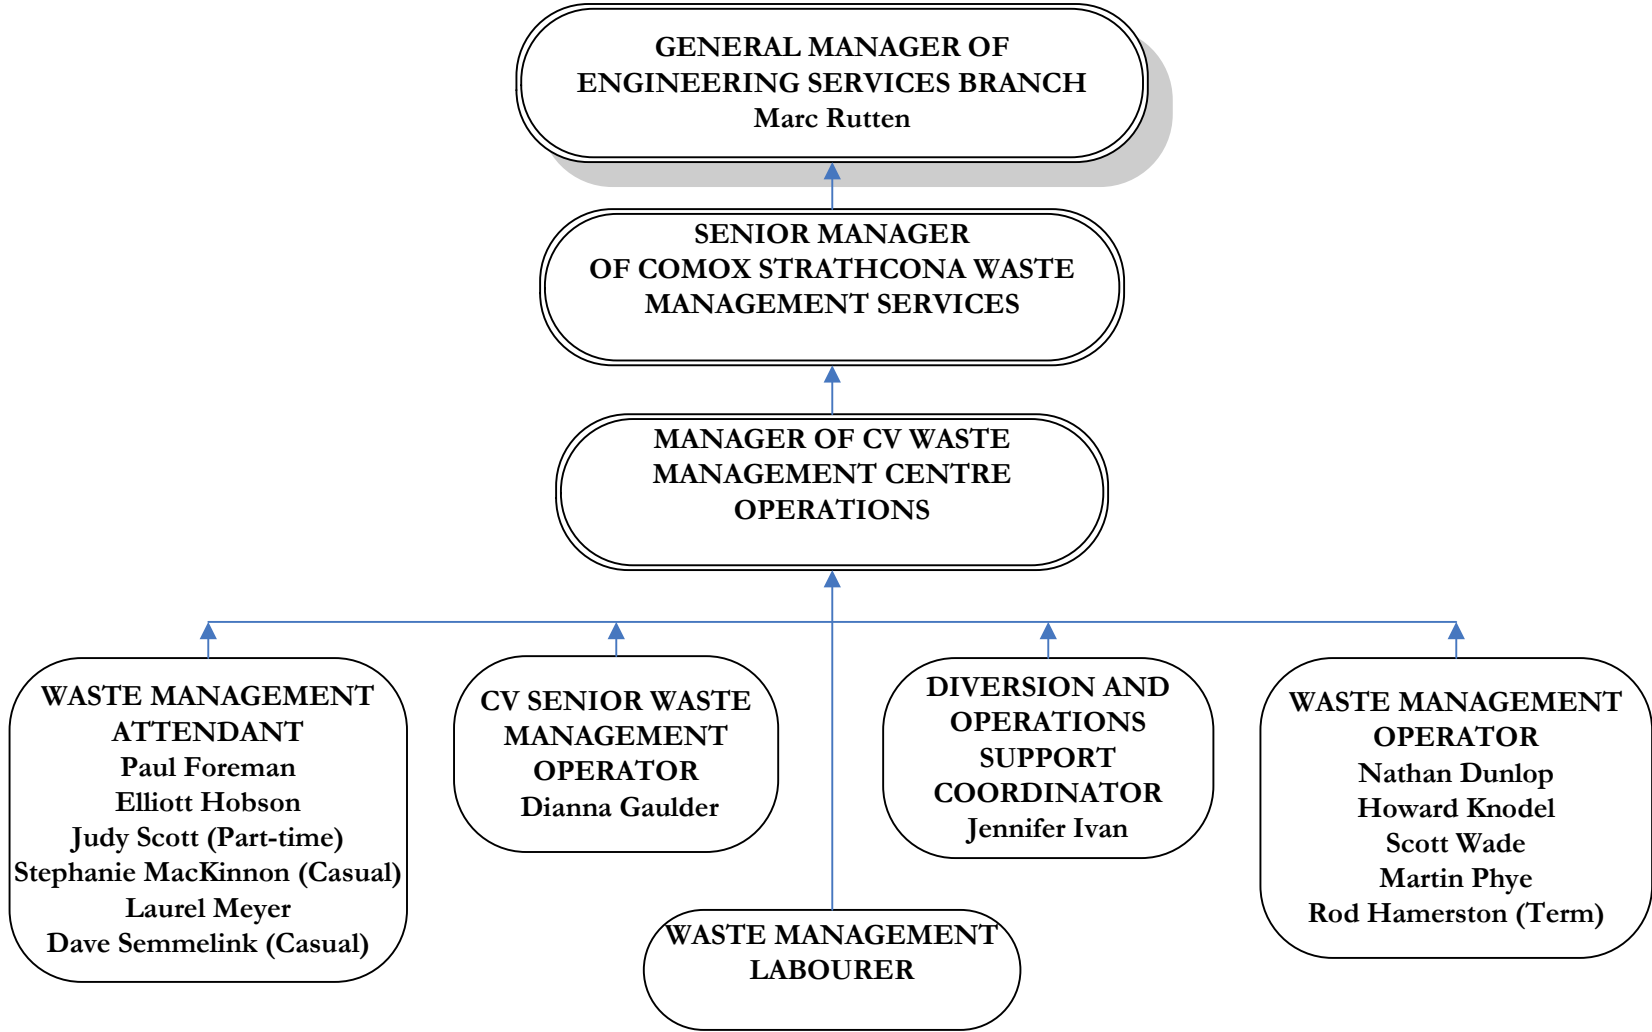 GENERAL MANAGER OF
ENGINEERING SERVICES BRANCH
Marc Rutten
SENIOR MANAGER
OF COMOX STRATHCONA WASTE
MANAGEMENT SERVICES
MANAGER OF CV WASTE
MANAGEMENT CENTRE
OPERATIONS
WASTE MANAGEMENT
ATTENDANT
Paul Foreman
Elliott Hobson
Judy Scott (Part-time)
Stephanie MacKinnon (Casual)
Laurel Meyer
Dave Semmelink (Casual)
CV SENIOR WASTE
MANAGEMENT
OPERATOR
Dianna Gaulder
DIVERSION AND
OPERATIONS
SUPPORT
COORDINATOR
Jennifer Ivan
WASTE MANAGEMENT
OPERATOR
Nathan Dunlop
Howard Knodel
Scott Wade
Martin Phye
Rod Hamerston (Term)
WASTE MANAGEMENT
LABOURER